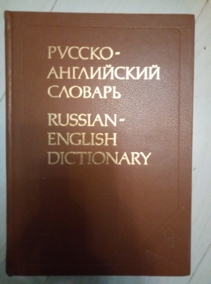 РУССКО-
АНГЛИЙСКИЙ
СЛОВАРЬ
RUSSIAN-
ENGLISH
DICTIONARY